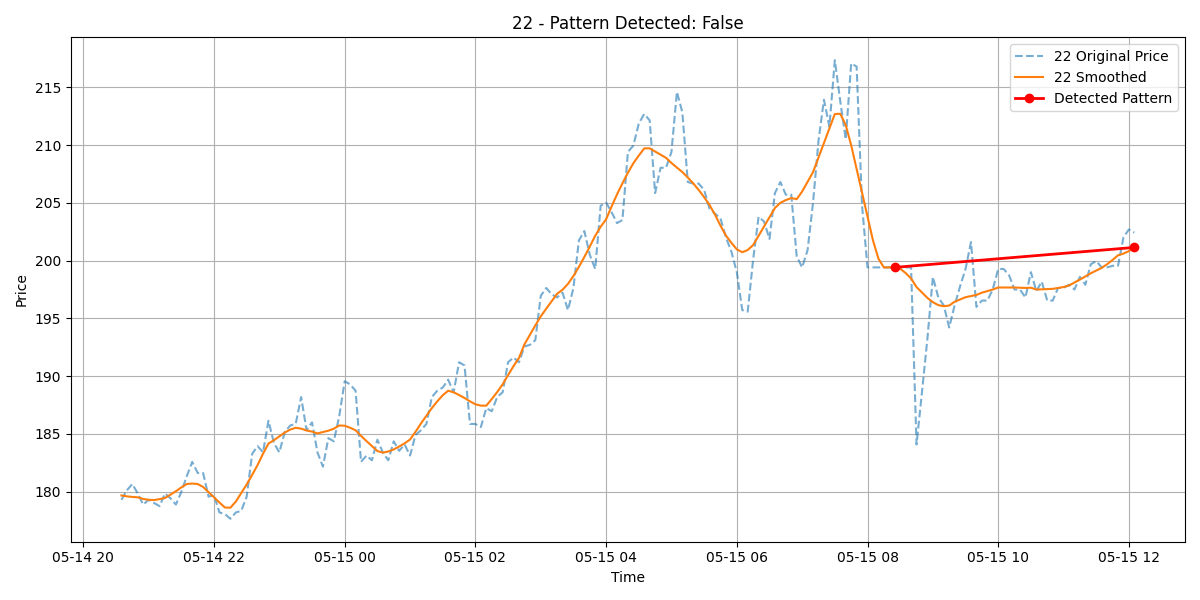 22 - Pattern Detected: False
22 Original Price
22 Smoothed
Detected Pattern
Price
215
210
205
200
195
190
185
180
05-14 20
05-14 22
05-15 00
05-15 02
05-15 04
05-15 06
05-15 08
05-15 10
05-15 12
Time